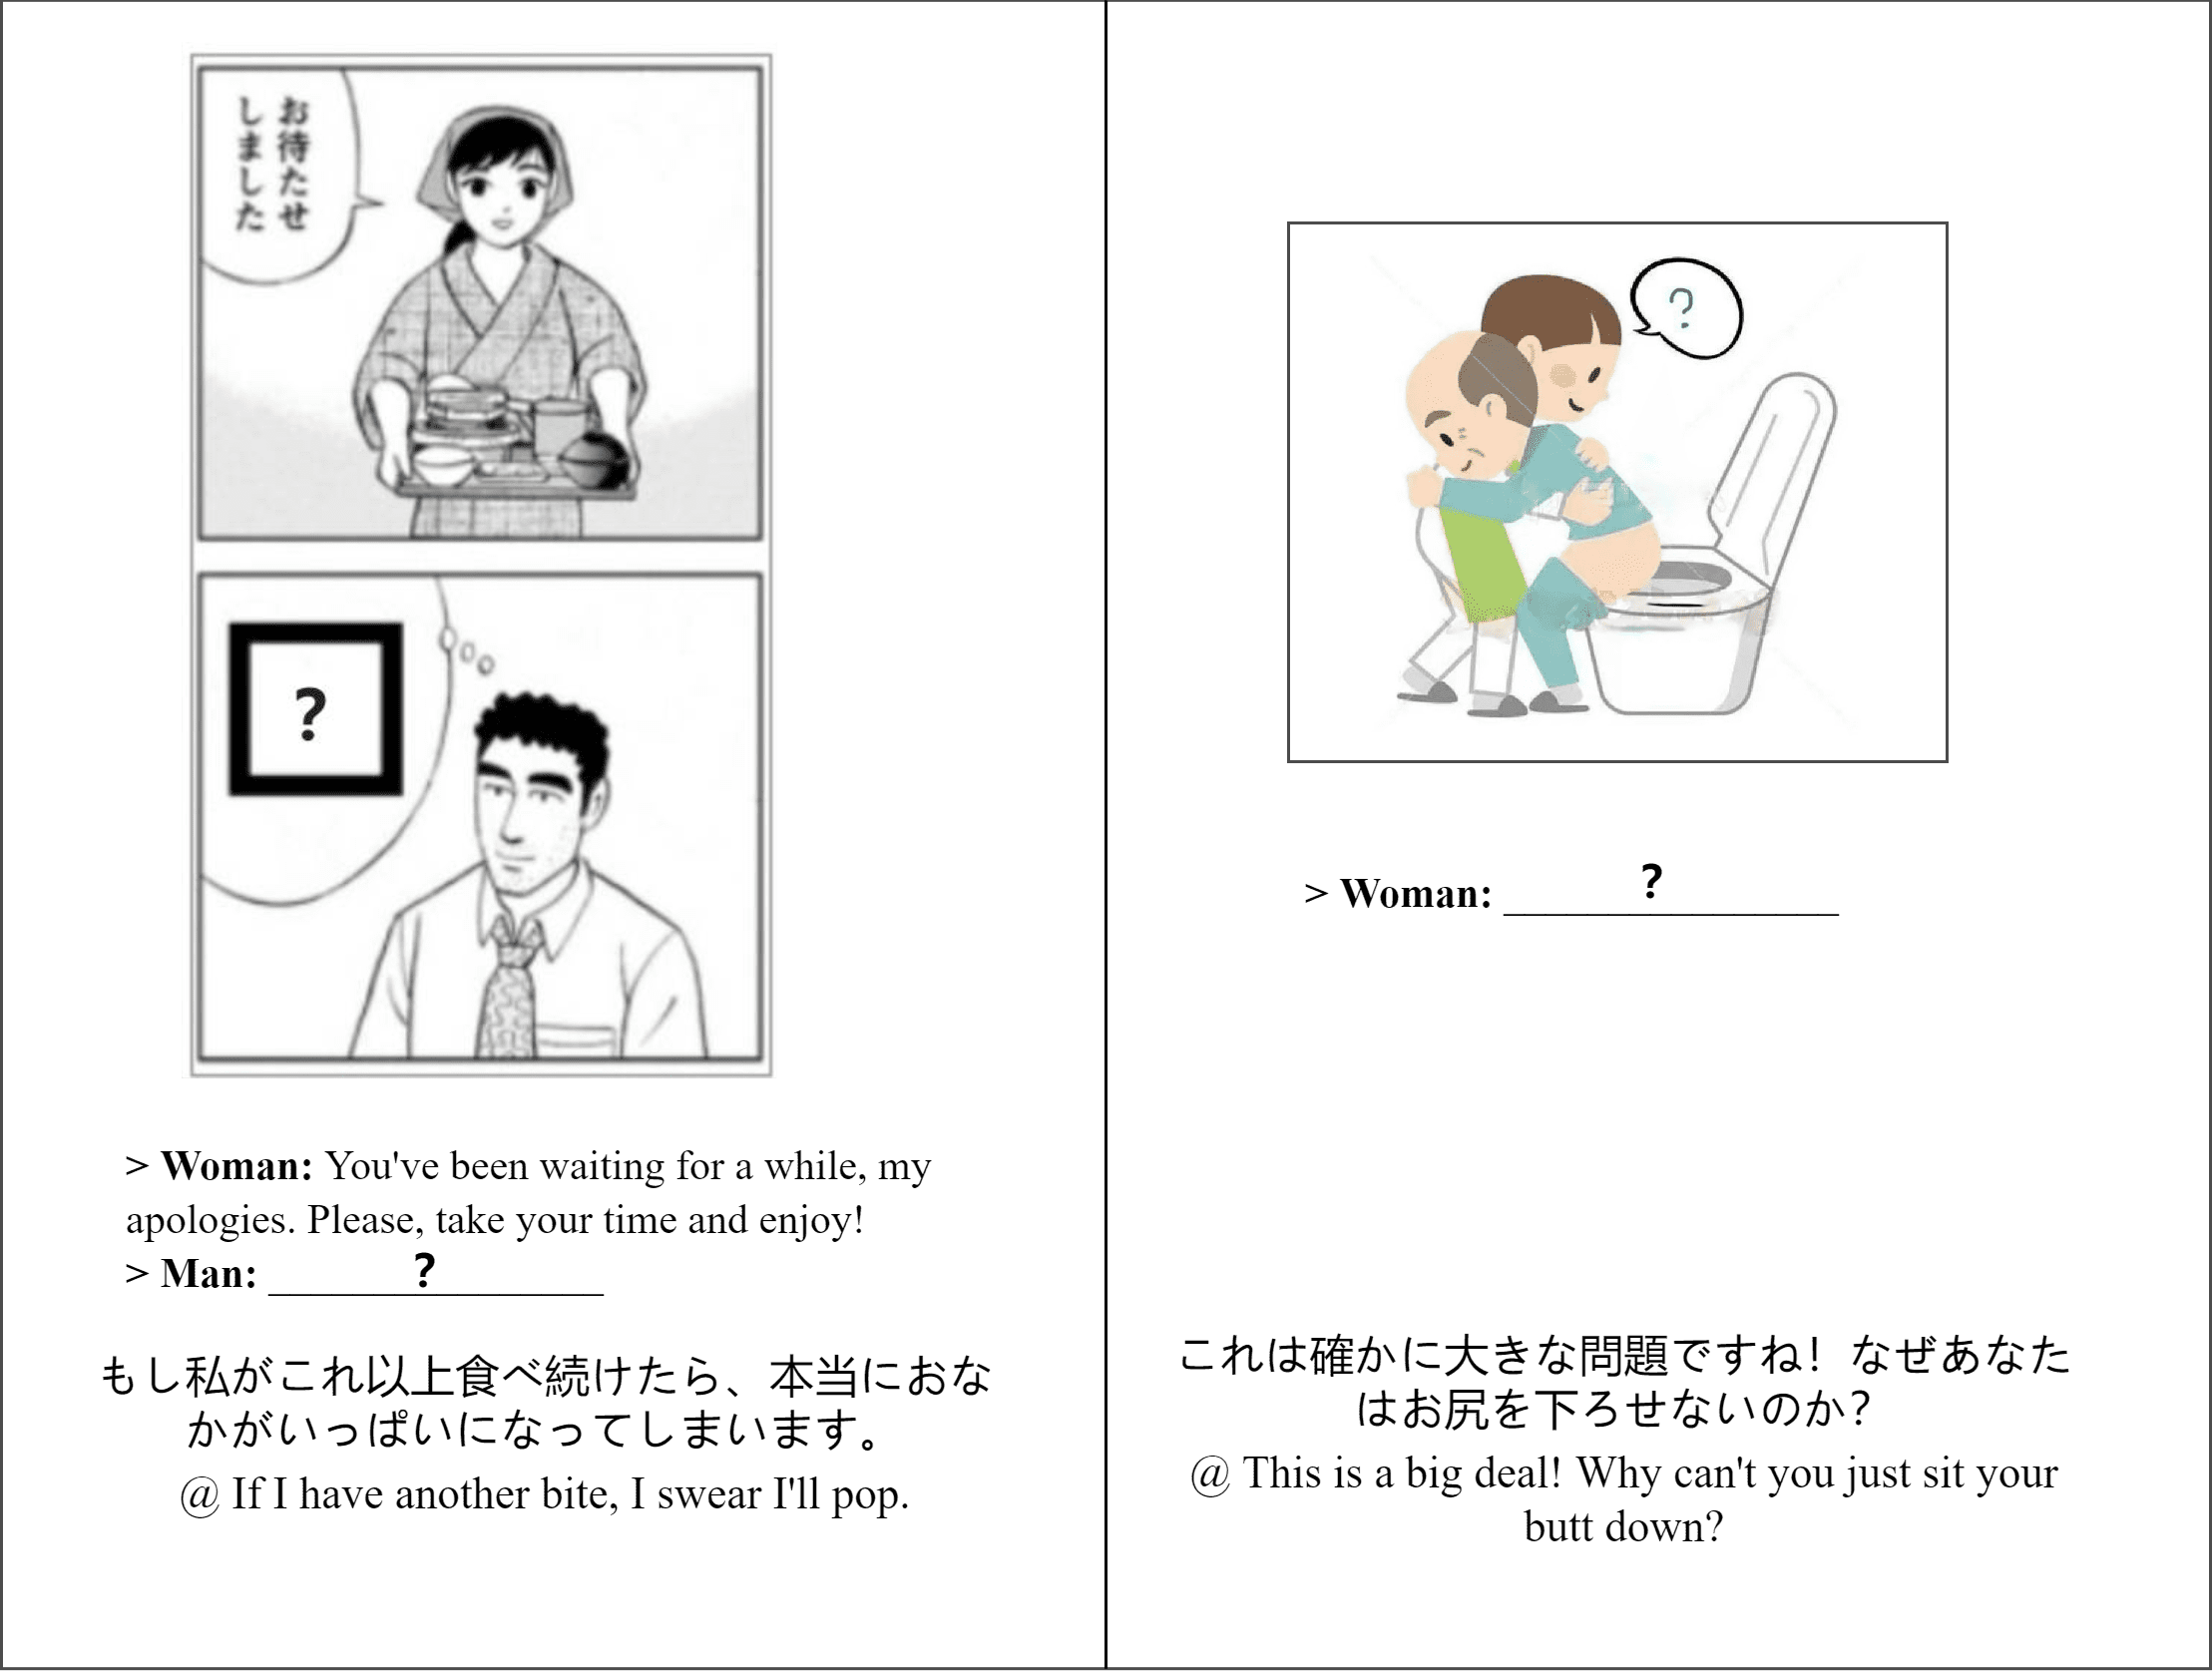 お待たせ
しました
?
> Woman: You've been waiting for a while, my
apologies. Please, take your time and enjoy!
> Man: ________________ ?
もし私がこれ以上食べ続けたら、本当におな
かがいっぱいになってしまいます。
@ If I have another bite, I swear I'll pop.
?
> Woman: ________________ ?
これは確かに大きな問題ですね！なぜあなた
はお尻を下ろせないのか？
@ This is a big deal! Why can't you just sit your
butt down?